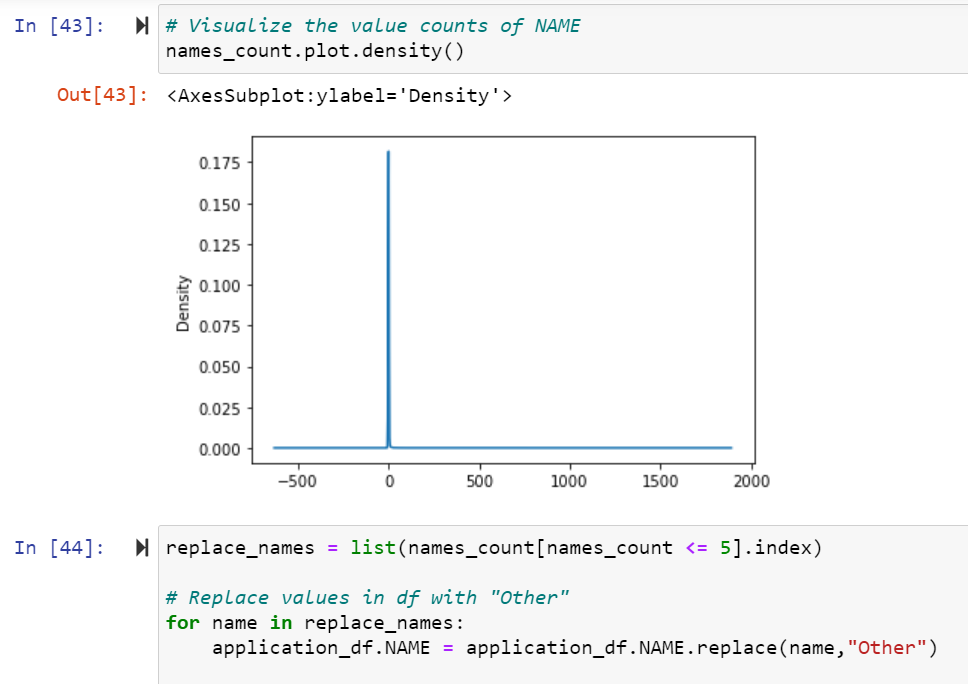 In [43]:
# Visualize the value counts of NAME
names_count.plot.density()
Out[43]: <AxesSubplot:ylabel='Density'>
0.175
0.150
0.125
0.100
0.075
0.050
0.025
0.000
Density
−500 0 500 1000 1500 2000
In [44]:
replace_names = list(names_count[names_count <= 5].index)
# Replace values in df with "Other"
for name in replace_names:
    application_df.NAME = application_df.NAME.replace(name,"Other")